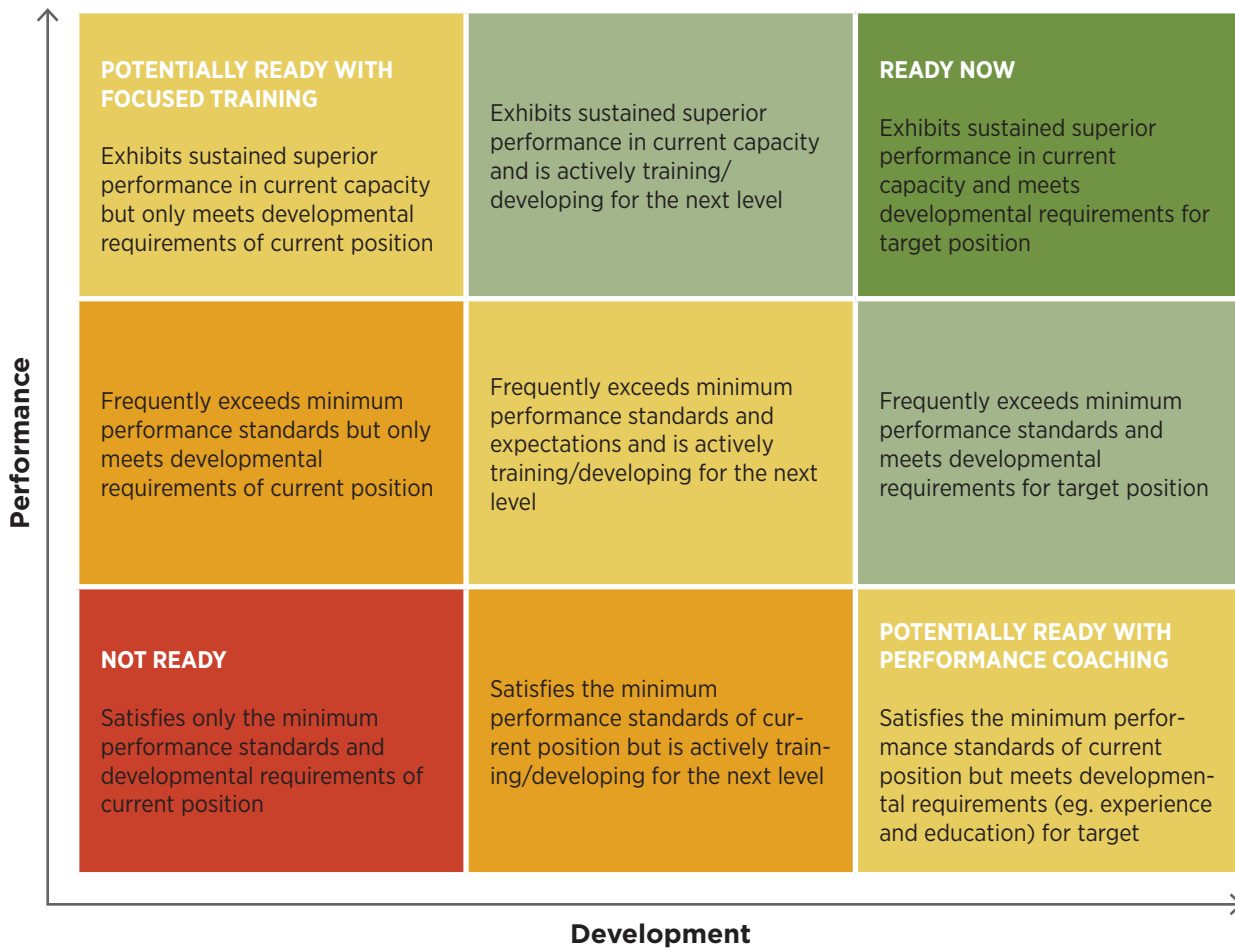 Performance
POTENTIALLY READY WITH
FOCUSED TRAINING
Exhibits sustained superior
performance in current capacity
but only meets developmental
requirements of current position
Exhibits sustained superior
performance in current capacity
and is actively training/
developing for the next level
READY NOW
Exhibits sustained superior
performance in current
capacity and meets
developmental requirements for
target position
Frequently exceeds minimum
performance standards but only
meets developmental
requirements of current position
Frequently exceeds minimum
performance standards and
expectations and is actively
training/developing for the next
level
Frequently exceeds minimum
performance standards and
meets developmental
requirements for target position
NOT READY
Satisfies only the minimum
performance standards and
developmental requirements of
current position
Satisfies the minimum
performance standards of cur-
rent position but is actively train-
ing/developing for the next level
POTENTIALLY READY WITH
PERFORMANCE COACHING
Satisfies the minimum perfor-
mance standards of current
position but meets developmen-
tal requirements (eg. experience
and education) for target
Development